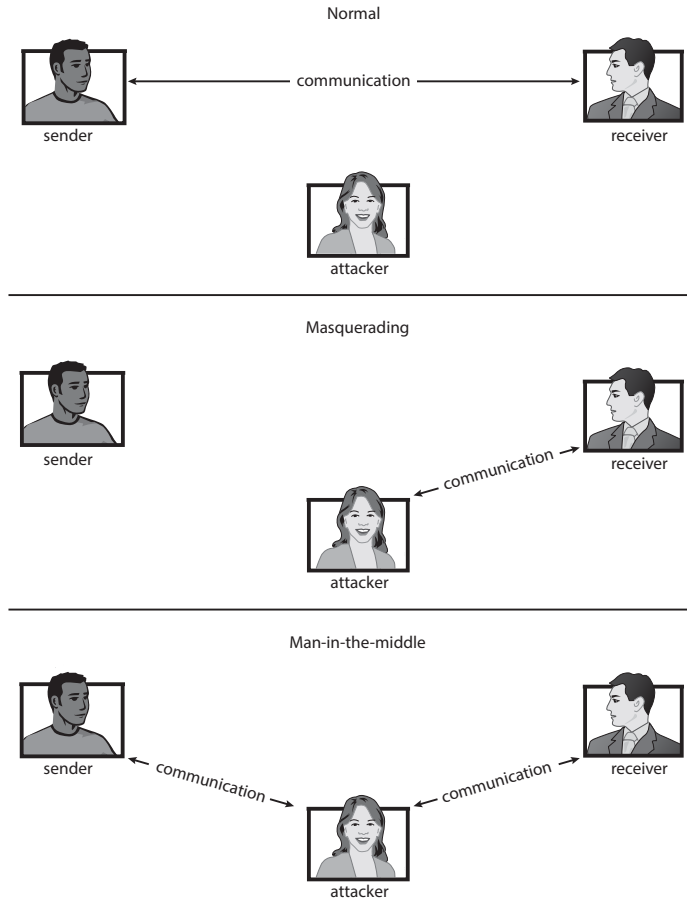 Normal
communication
sender
receiver
attacker
Masquerading
sender
receiver
communication
attacker
Man-in-the-middle
sender
receiver
communication
communication
attacker